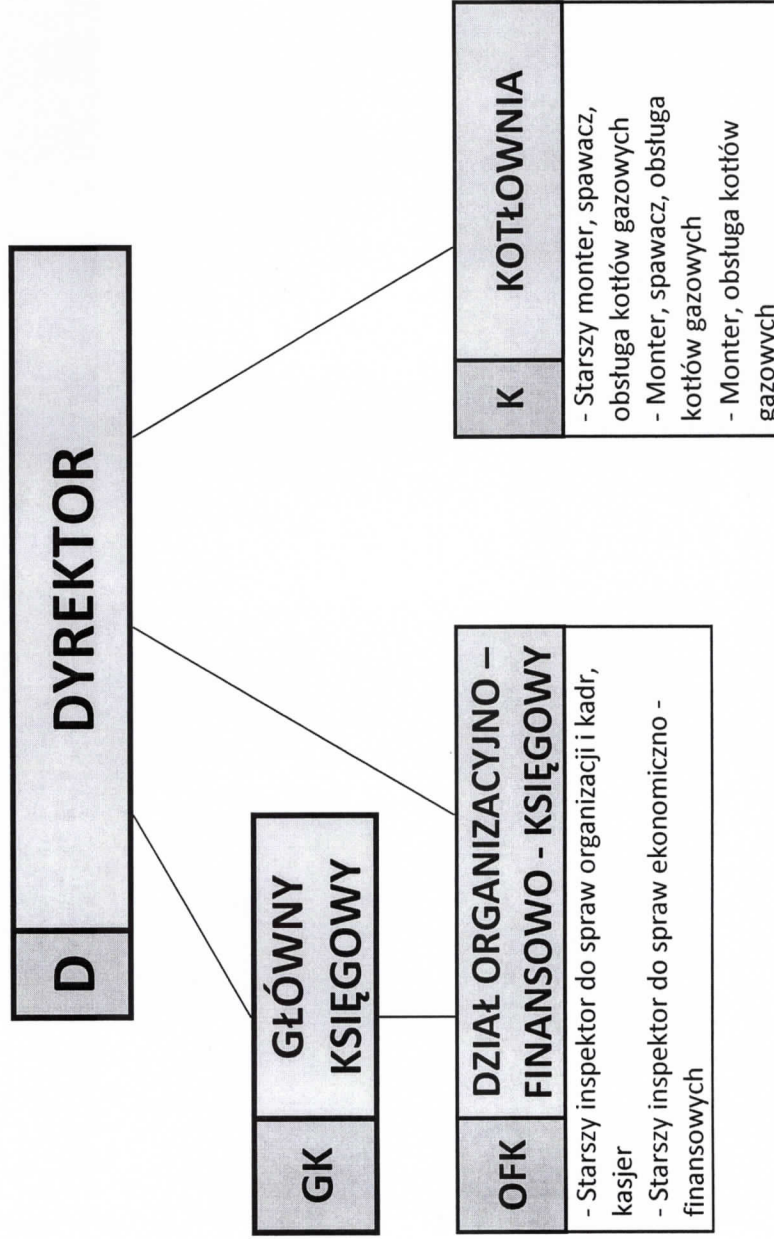 D
DYREKTOR
GK
GŁÓWNY
KSIĘGOWY
OFK
DZIAŁ ORGANIZACYJNO –
FINANSOWO - KSIĘGOWY
- Starszy inspektor do spraw organizacji i kadr,
kasjer
- Starszy inspektor do spraw ekonomiczno -
finansowych
K
KOTŁOWNIA
- Starszy monter, spawacz,
obsługa kotłów gazowych
- Monter, spawacz, obsługa
kotłów gazowych
- Monter, obsługa kotłów
gazowych